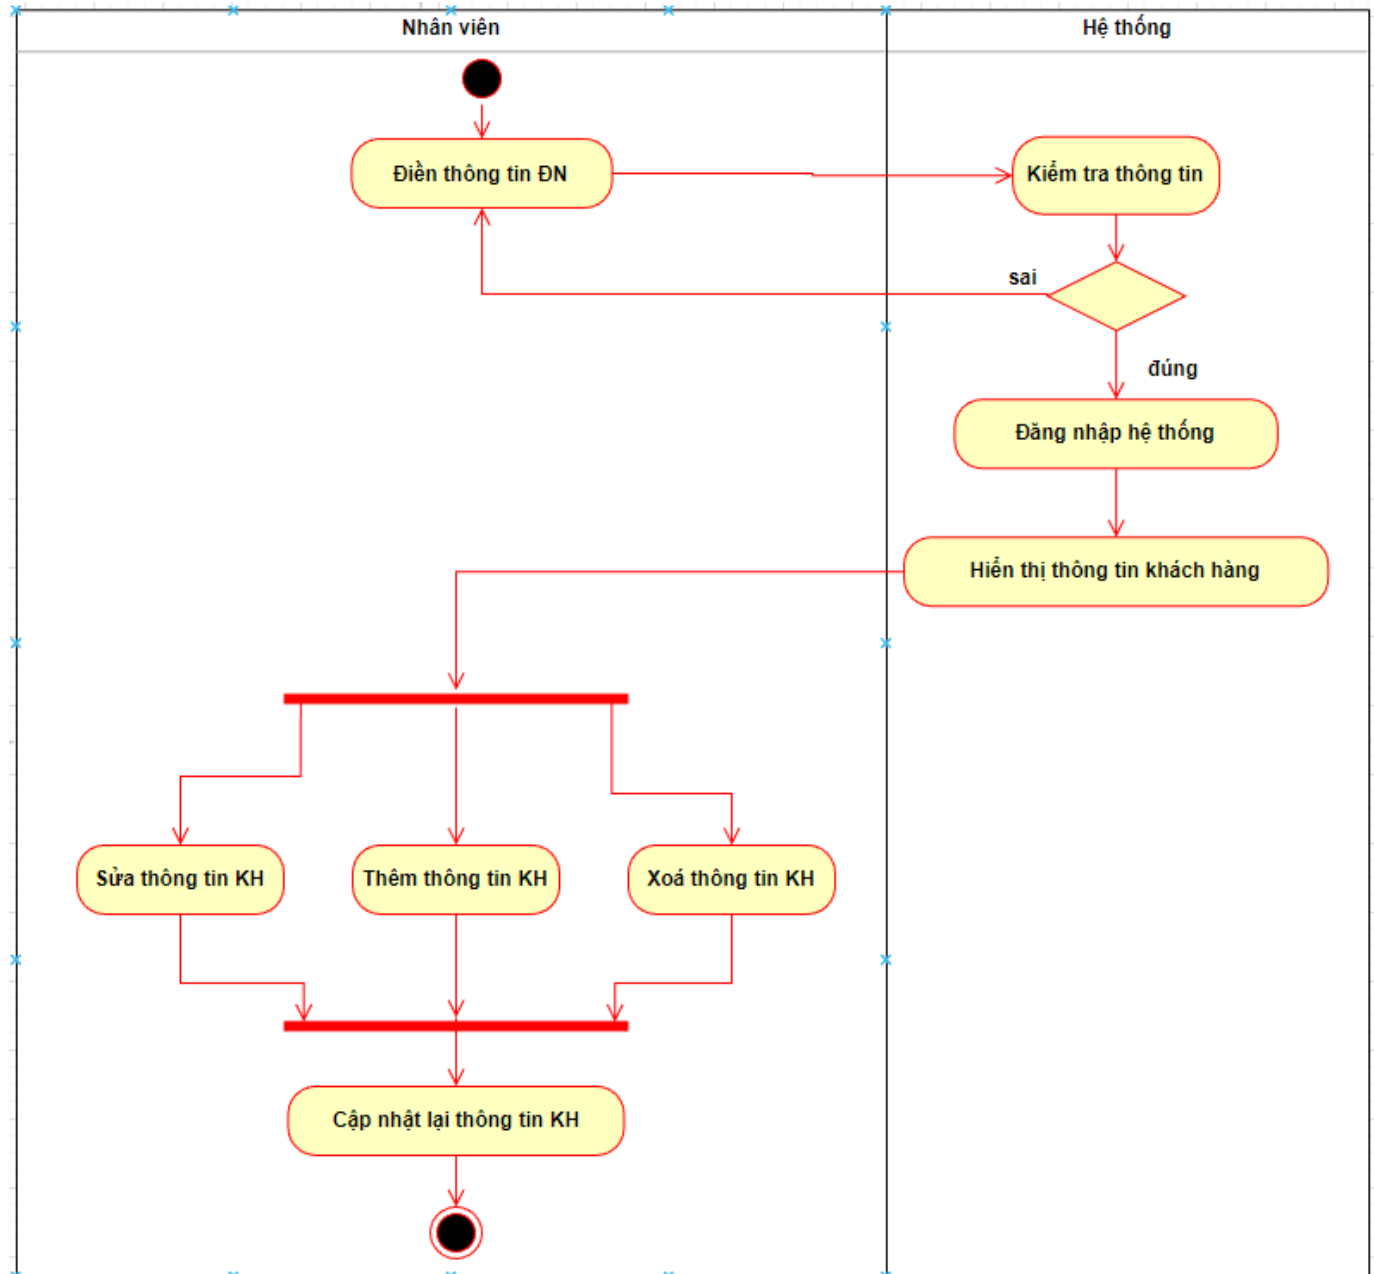 Nhân viên
Hệ thống
Điền thông tin ĐN
Kiểm tra thông tin
sai
đúng
Đăng nhập hệ thống
Hiển thị thông tin khách hàng
Sửa thông tin KH
Thêm thông tin KH
Xoá thông tin KH
Cập nhật lại thông tin KH